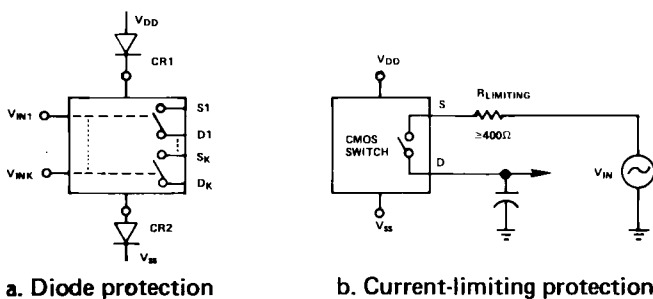 VDD
CR1
VIN1
S1
D1
SK
VINK
DK
CR2
Vss
a. Diode protection
VDD
S
RLIMITING
≥400Ω
CMOS
SWITCH
D
VIN
Vss
b. Current-limiting protection